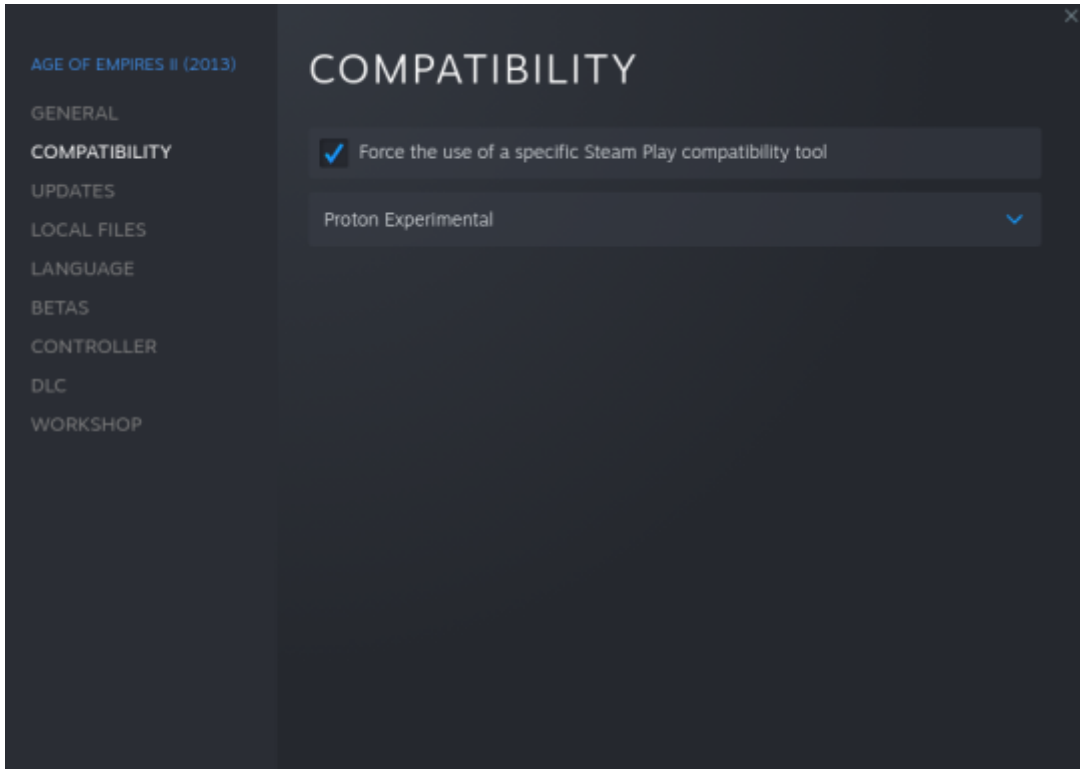 AGE OF EMPIRES II (2013)
GENERAL
COMPATIBILITY
UPDATES
LOCAL FILES
LANGUAGE
BETAS
CONTROLLER
DLC
WORKSHOP
COMPATIBILITY
Force the use of a specific Steam Play compatibility tool
Proton Experimental